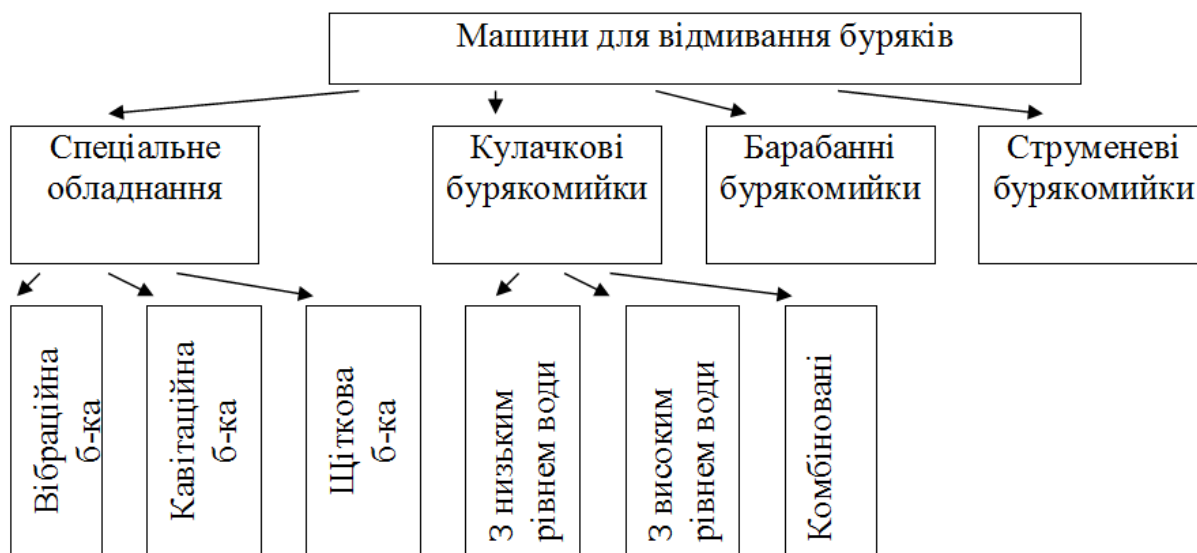 Машини для відмивання буряків
Спеціальне
обладнання
Кулачкові
бурякомийки
Барабанні
бурякомийки
Струменеві
бурякомийки
Вібраційна
б-ка
Кавітаційна
б-ка
Щіткова
б-ка
З низьким
рівнем води
З високим
рівнем води
Комбіновані